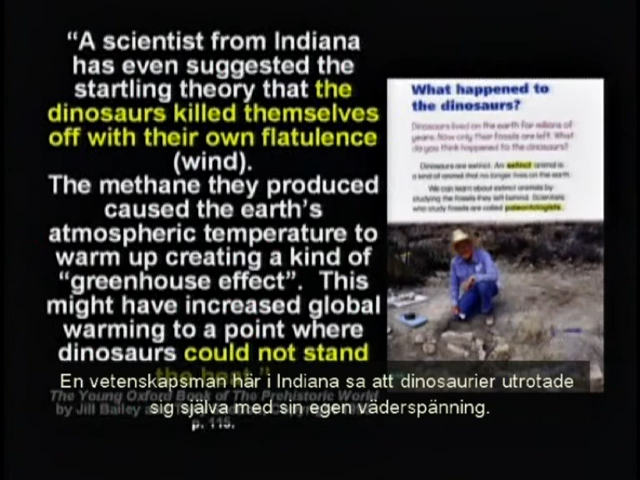 “A scientist from Indiana
has even suggested the
startling theory that the
dinosaurs killed themselves
off with their own flatulence
(wind).
The methane they produced
caused the earth’s
atmospheric temperature to
warm up creating a kind of
“greenhouse effect”. This
might have increased global
warming to a point where
dinosaurs could not stand
the heat.”
The Young Oxford Book of The Prehistoric World
by Jill Bailey
p. 115.
What happened to
the dinosaurs?
Dinosaurs lived on the earth for millions of
years. Now only their fossils are left. What
do you think happened to the dinosaurs?
Dinosaurs are extinct. An extinct animal is
a kind of animal that no longer lives on the earth.
We can learn about extinct animals by
studying the fossils they left behind. Scientists
who study fossils are called paleontologists.
En vetenskapsman här i Indiana sa att dinosaurier utrotade
sig själva med sin egen väderspänning.